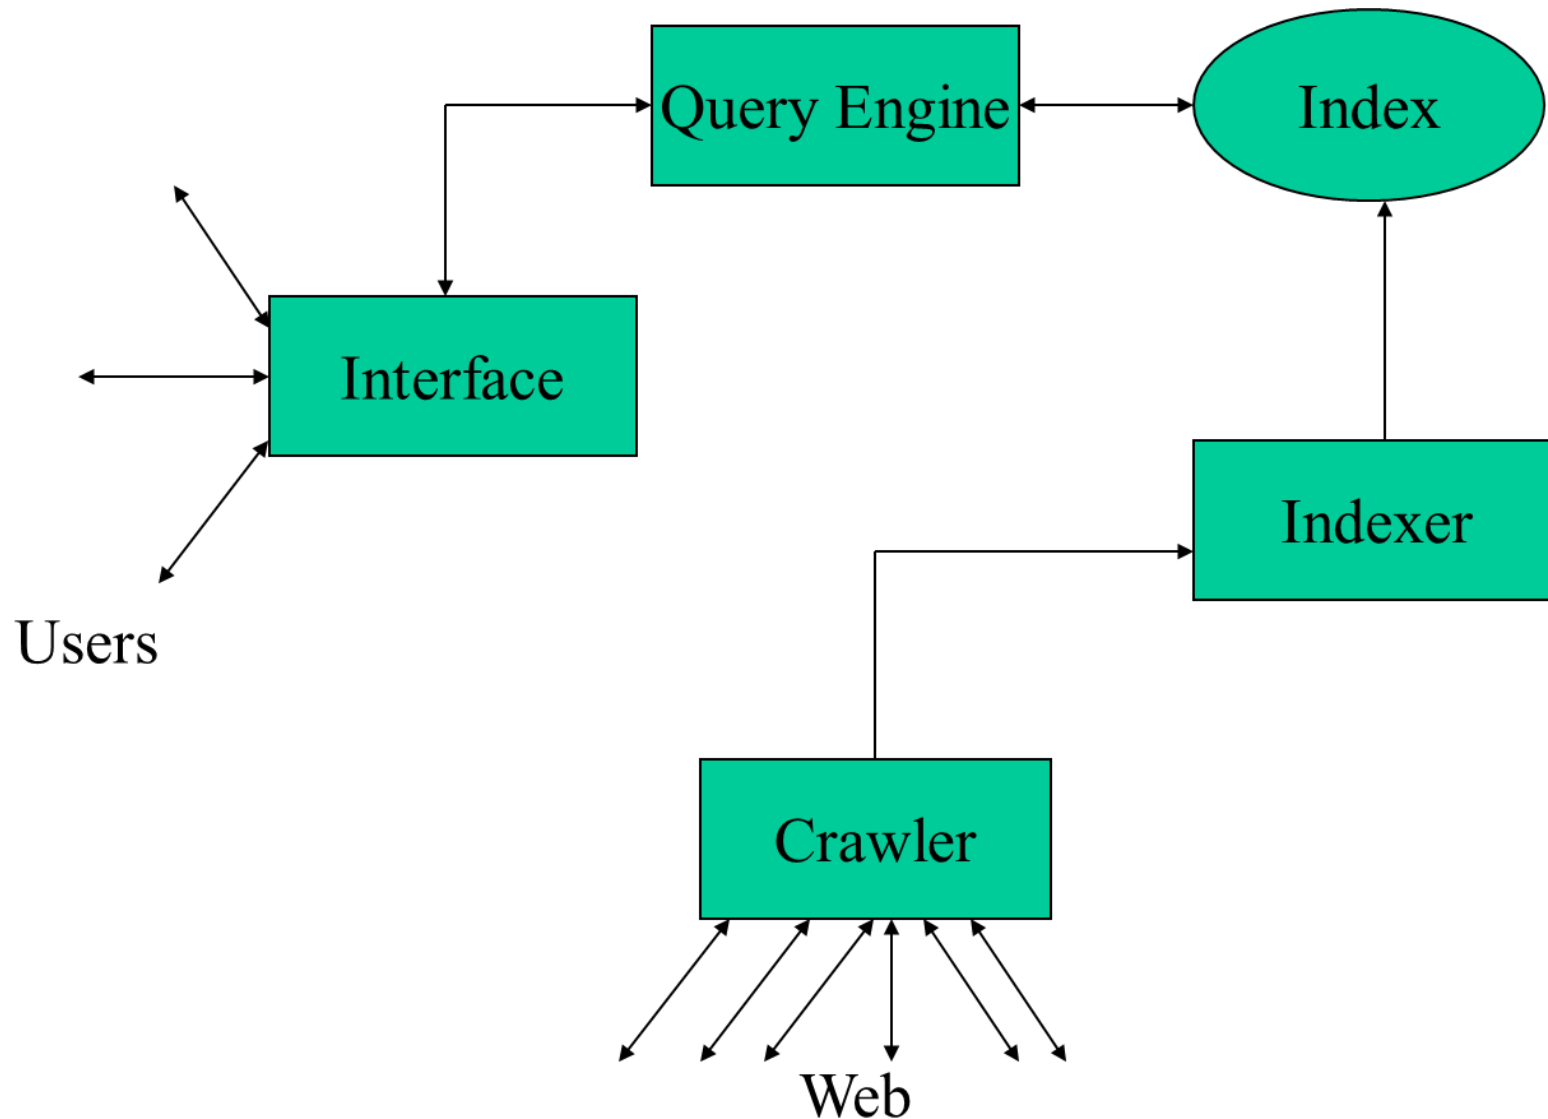 Query Engine
Index
Interface
Indexer
Users
Crawler
Web